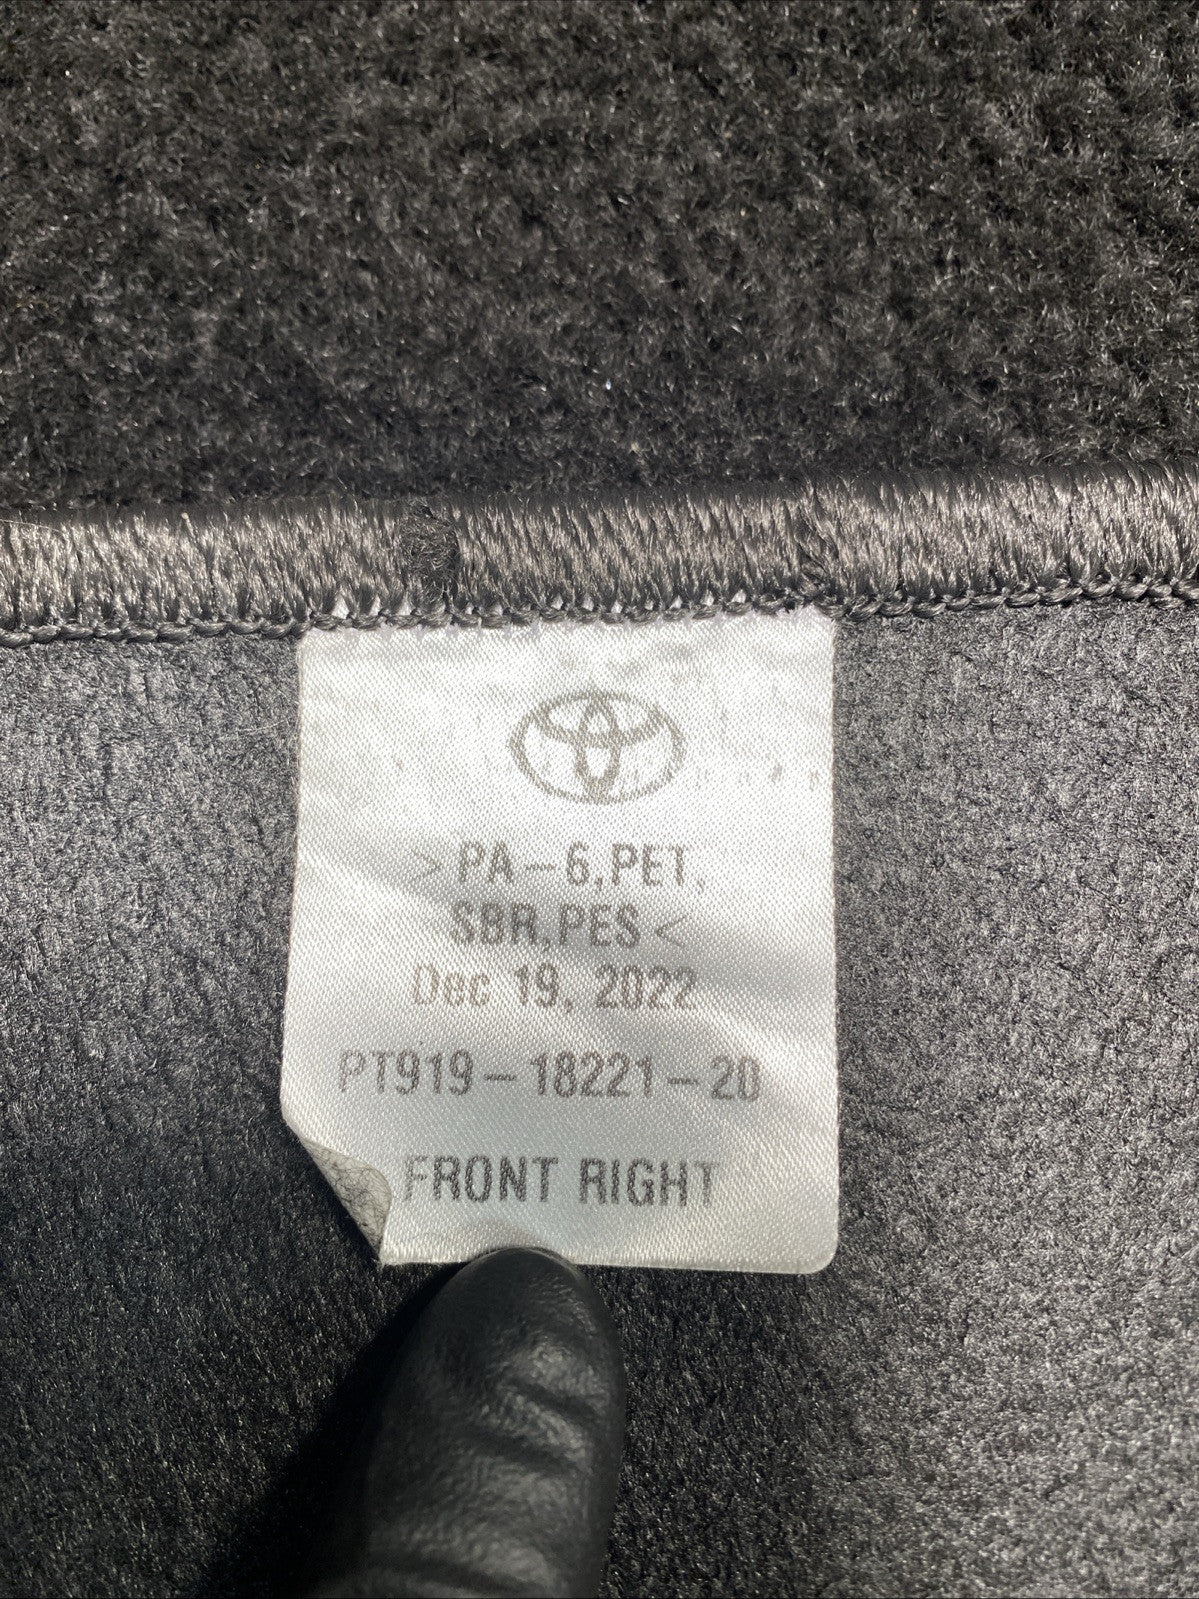 >PA-6,PET,
SBR,PES<
Dec 19, 2022
PT919-18221-20
FRONT RIGHT